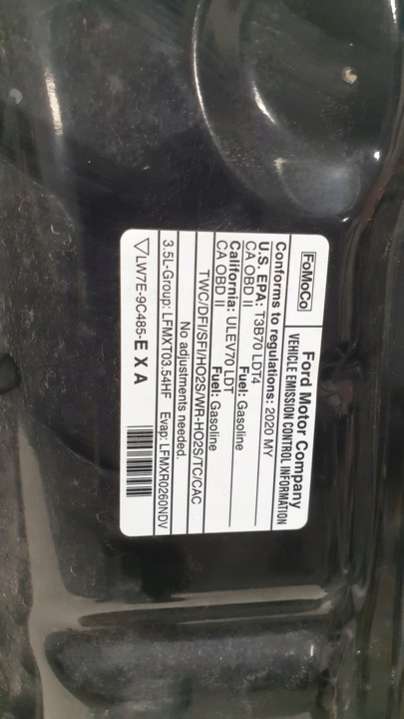 FoMoCo
Ford Motor Company
VEHICLE EMISSION CONTROL INFORMATION
Conforms to regulations: 2020 MY
U.S. EPA: T3B70 LDT4 Fuel: Gasoline
CA OBD II
California: ULEV70 LDT Fuel: Gasoline
CA OBD II
TWC/DFI/SFI/HO2S/WR-HO2S/TC/CAC
No adjustments needed.
3.5L-Group: LFMXT03.54HF Evap: LFMXR0260NDV
LW7E-9C485-E X A